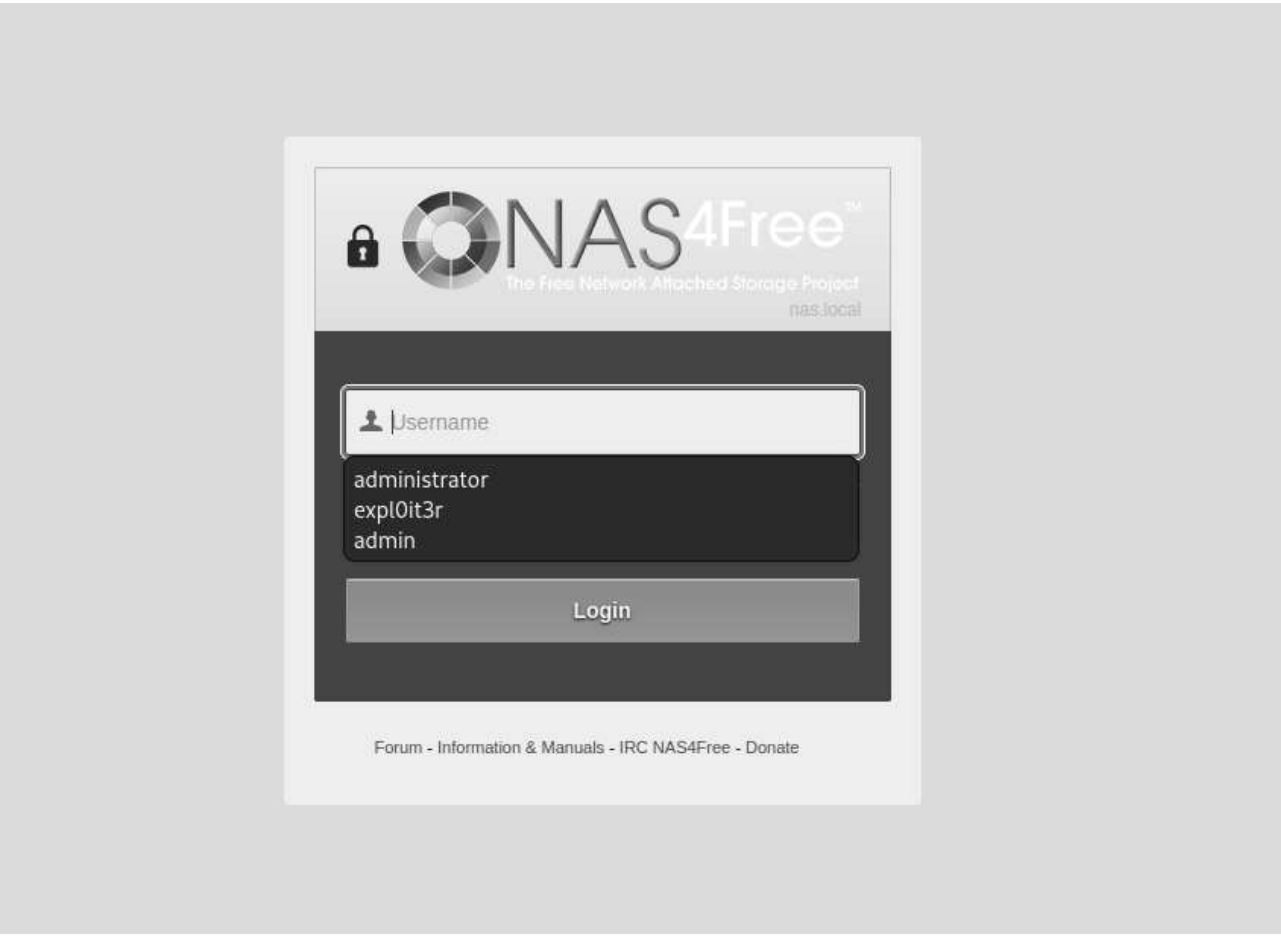 NAS4Free™
The Free Network Attached Storage Project
nas.local
Username
administrator
expl0it3r
admin
Login
Forum - Information & Manuals - IRC NAS4Free - Donate